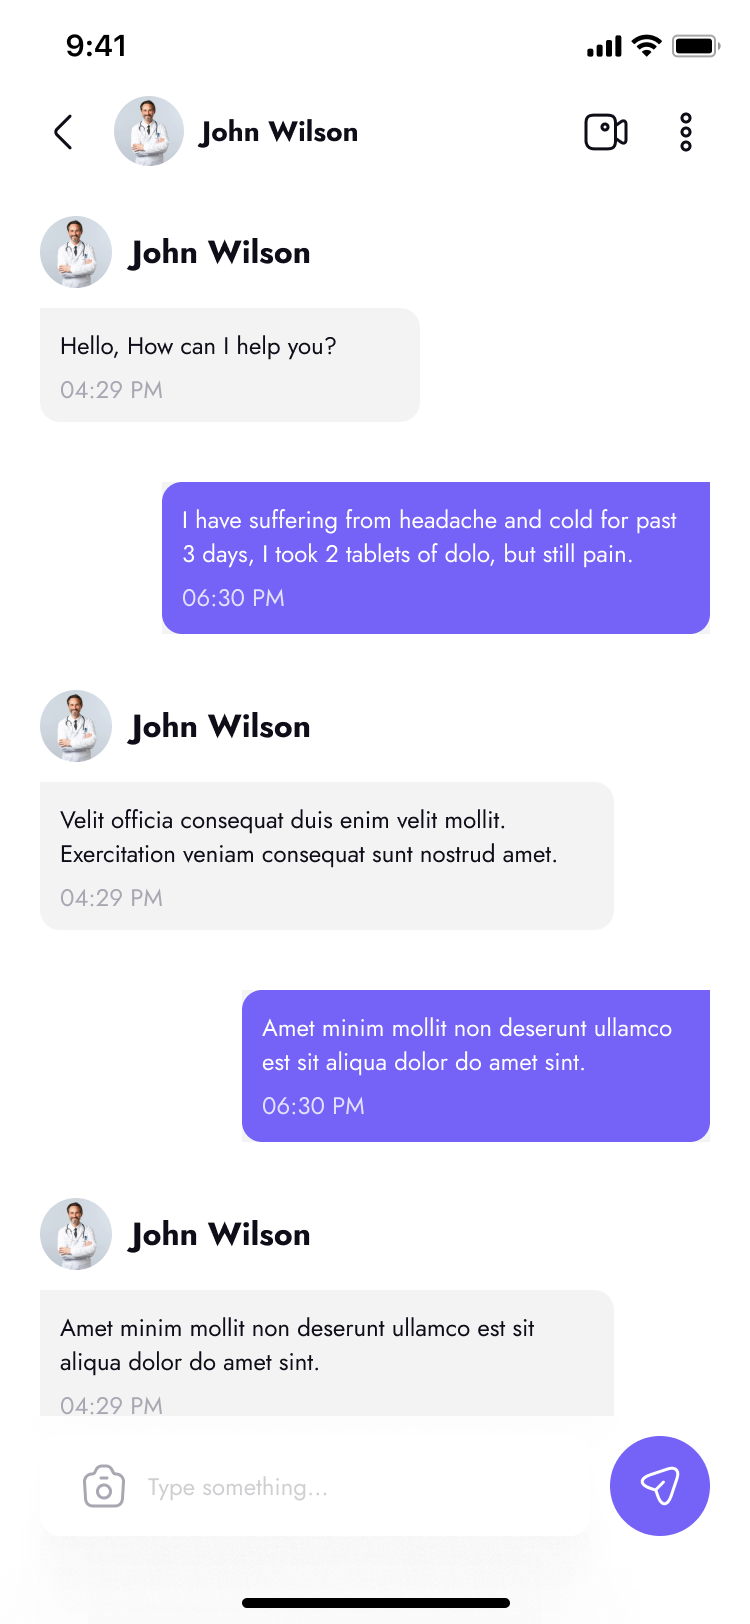 9:41
John Wilson
John Wilson
Hello, How can I help you?
04:29 PM
I have suffering from headache and cold for past
3 days, I took 2 tablets of dolo, but still pain.
06:30 PM
John Wilson
Velit officia consequat duis enim velit mollit.
Exercitation veniam consequat sunt nostrud amet.
04:29 PM
Amet minim mollit non deserunt ullamco
est sit aliqua dolor do amet sint.
06:30 PM
John Wilson
Amet minim mollit non deserunt ullamco est sit
aliqua dolor do amet sint.
04:29 PM
Type something...